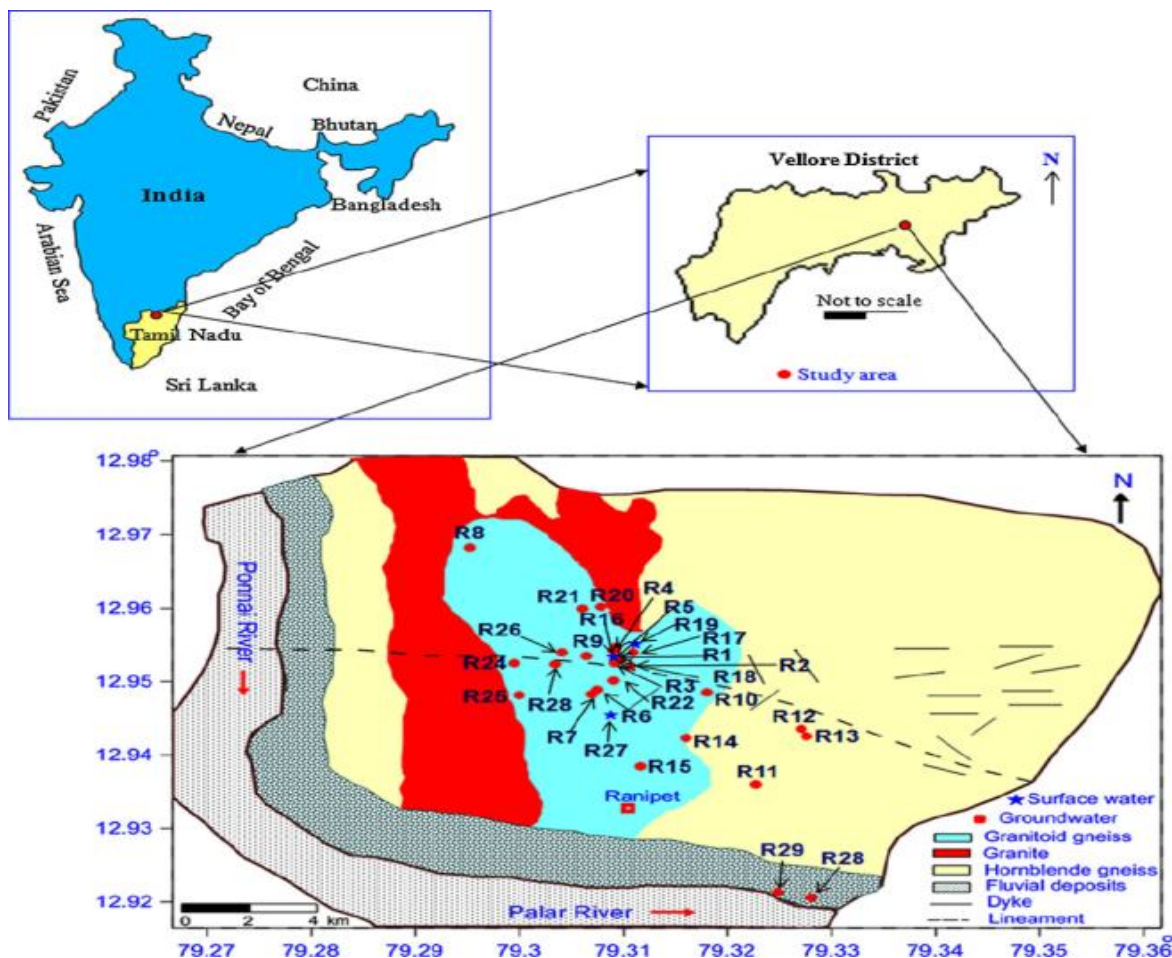 China
Pakistan
Nepal
Bhutan
India
Bangladesh
Arabian Sea
Bay of Bengal
Tamil Nadu
Sri Lanka
Vellore District
N
Not to scale
Study area
12.98°
12.97
12.96
12.95
12.94
12.93
12.92
N
Ponnai River
R8
R4
R21
R20
R5
R16
R19
R26
R9
R17
R1
R24
R2
R18
R3
R25
R28
R22
R10
R6
R7
R12
R27
R14
R13
R15
R11
Ranipet
Surface water
Groundwater
Granitoid gneiss
R29
R28
Granite
Hornblende gneiss
Fluvial deposits
Dyke
Lineament
0 2 4
km
Palar River
79.27 79.28 79.29 79.3 79.31 79.32 79.33 79.34 79.35 79.36°